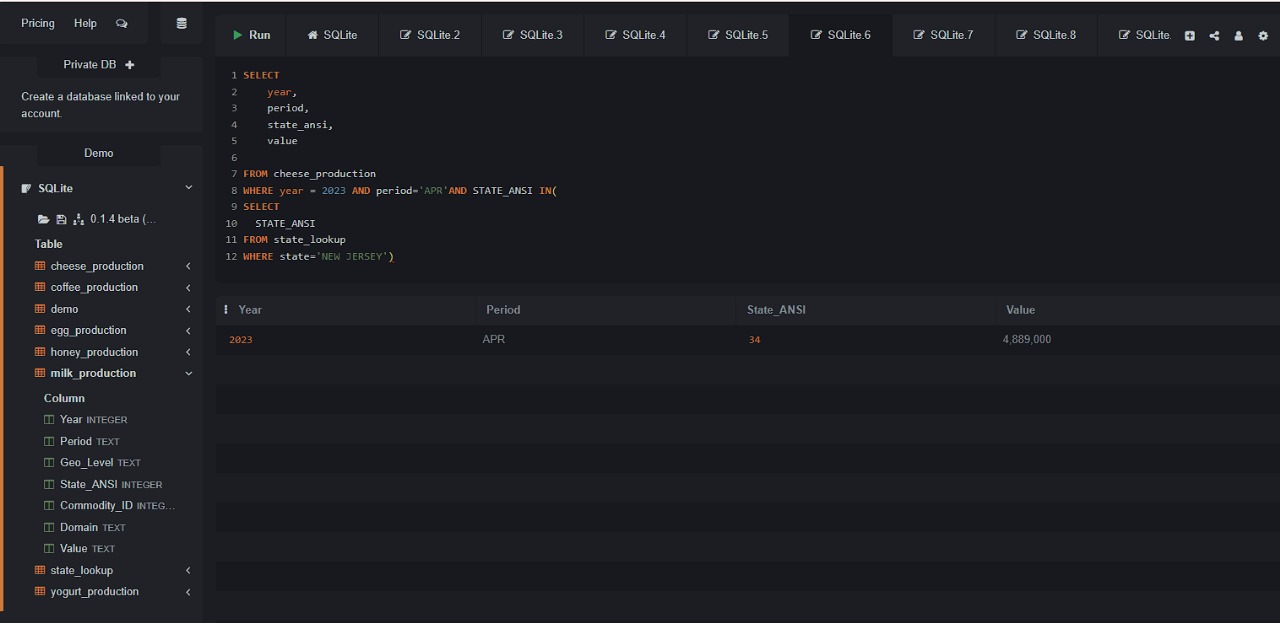 Pricing Help
Private DB
Create a database linked to your
account.
Demo
SQLite
0.1.4 beta (...
Table
cheese_production
coffee_production
demo
egg_production
honey_production
milk_production
Column
Year INTEGER
Period TEXT
Geo_Level TEXT
State_ANSI INTEGER
Commodity_ID INTEG...
Domain TEXT
Value TEXT
state_lookup
yogurt_production
Run SQLite SQLite.2 SQLite.3 SQLite.4 SQLite.5 SQLite.6 SQLite.7 SQLite.8 SQLite.
1 SELECT
2 year,
3 period,
4 state_ansi,
5 value
6
7 FROM cheese_production
8 WHERE year = 2023 AND period='APR'AND STATE_ANSI IN(
9 SELECT
10 STATE_ANSI
11 FROM state_lookup
12 WHERE state='NEW JERSEY')
Year Period State_ANSI Value
2023 APR 34 4,889,000